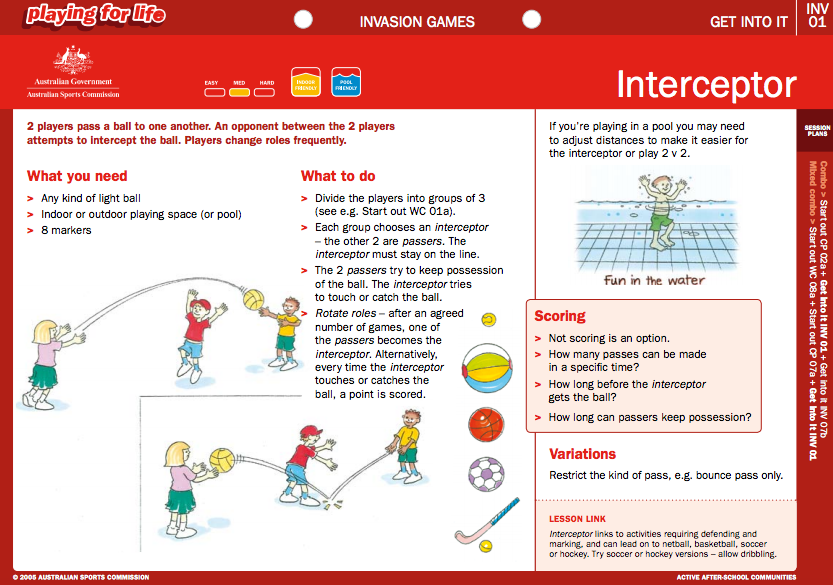 playing for life
INVASION GAMES
GET INTO IT
INV
01
Australian Government
Australian Sports Commission
EASY
MED
HARD
INDOOR
FRIENDLY
POOL
FRIENDLY
Interceptor
2 players pass a ball to one another. An opponent between the 2 players
attempts to intercept the ball. Players change roles frequently.
What you need
> Any kind of light ball
> Indoor or outdoor playing space (or pool)
> 8 markers
What to do
> Divide the players into groups of 3
(see e.g. Start out WC 01a).
> Each group chooses an interceptor
– the other 2 are passers. The
interceptor must stay on the line.
> The 2 passers try to keep possession
of the ball. The interceptor tries
to touch or catch the ball.
> Rotate roles – after an agreed
number of games, one of
the passers becomes the
interceptor. Alternatively,
every time the interceptor
touches or catches the
ball, a point is scored.
If you're playing in a pool you may need
to adjust distances to make it easier for
the interceptor or play 2 v 2.
Fun in the water
Scoring
> Not scoring is an option.
> How many passes can be made
in a specific time?
> How long before the interceptor
gets the ball?
> How long can passers keep possession?
Variations
Restrict the kind of pass, e.g. bounce pass only.
LESSON LINK
Interceptor links to activities requiring defending and
marking, and can lead on to netball, basketball, soccer
or hockey. Try soccer or hockey versions – allow dribbling.
SESSION
PLANS
Combo > Start out CP 02a + Get into it INV 01 + Get into it INV 07b
Mixed combo > Start out WC 08a + Start out CP 07a + Get into it INV 01
© 2005 AUSTRALIAN SPORTS COMMISSION
ACTIVE AFTER-SCHOOL COMMUNITIES